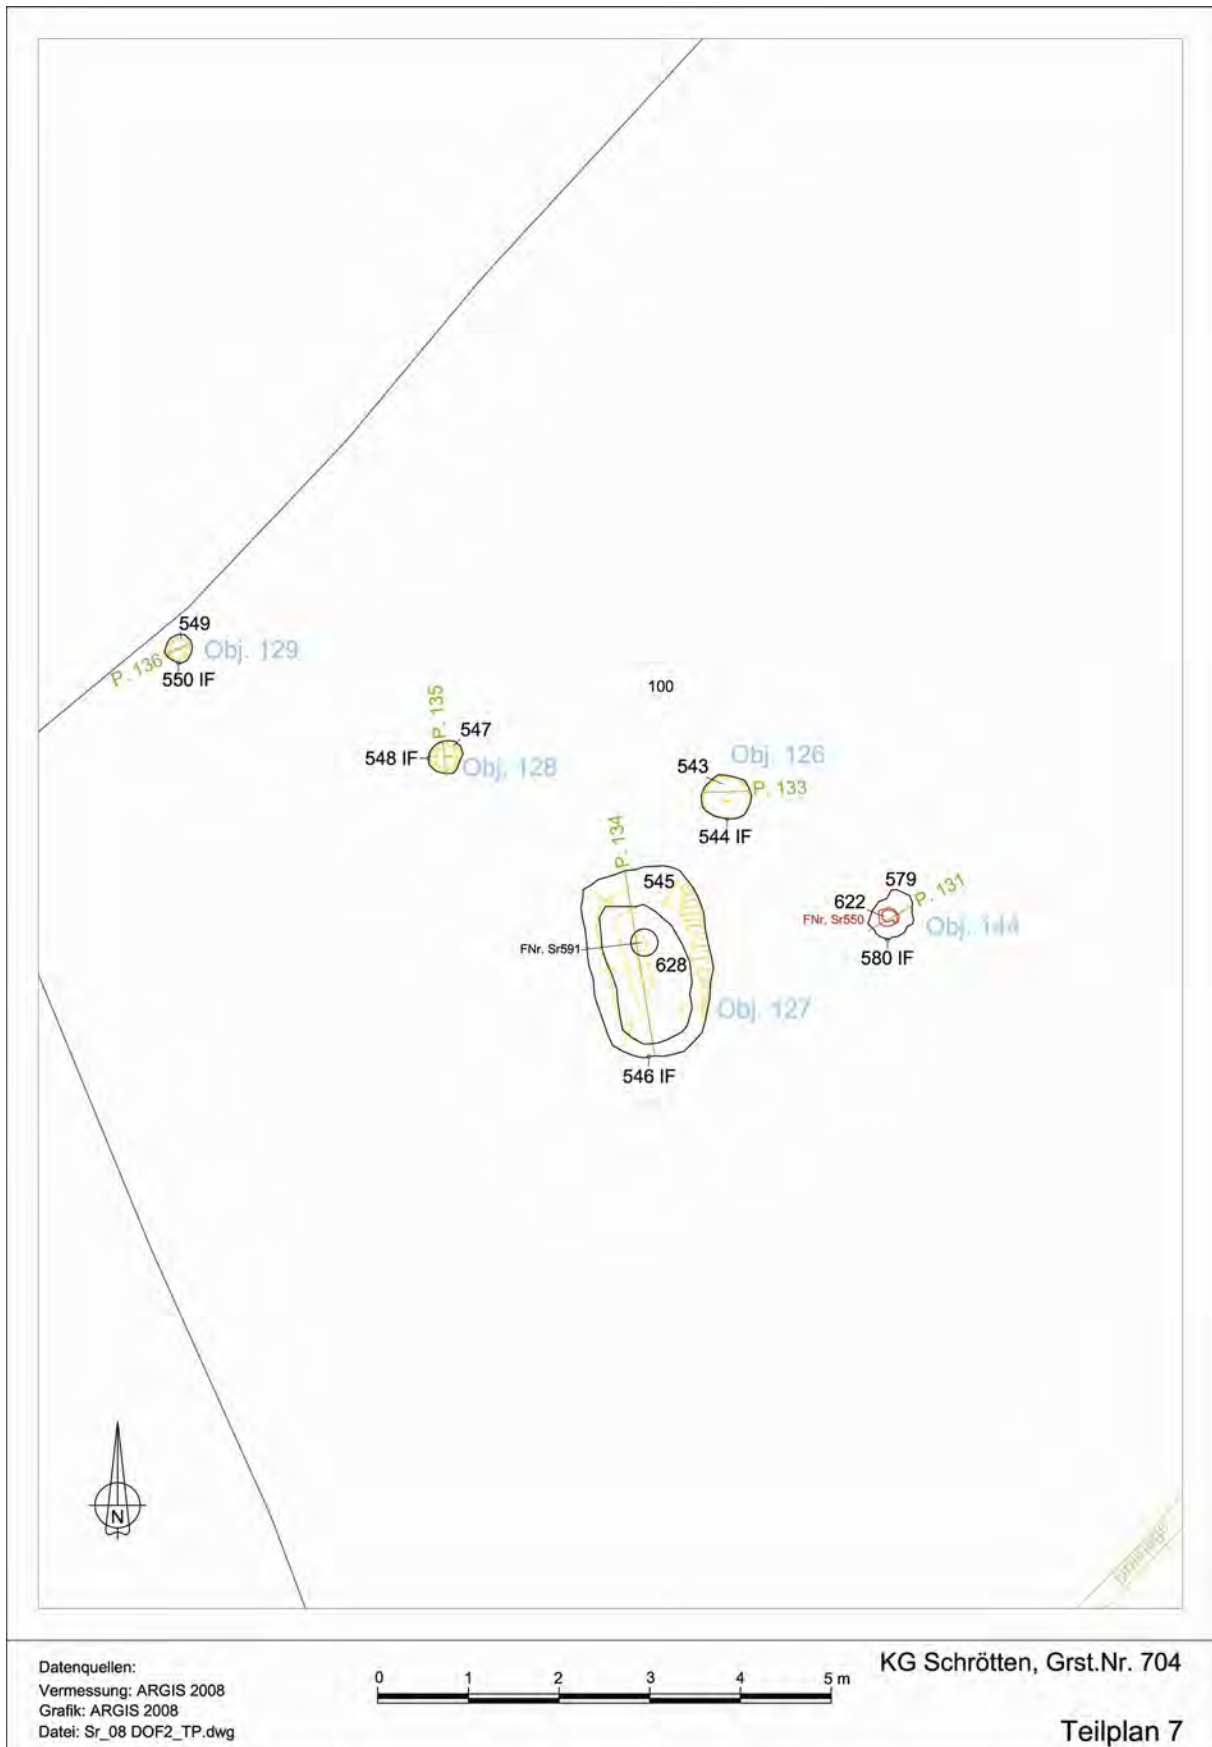 549
Obj. 129
P. 136
550 IF
100
P. 135
547
548 IF
Obj. 128
Obj. 126
543
P. 133
544 IF
P. 134
545
579
P. 131
622
FNr. Sr550
Obj. 144
580 IF
FNr. Sr591
628
Obj. 127
546 IF
N
Drainage
Datenquellen:
Vermessung: ARGIS 2008
Grafik: ARGIS 2008
Datei: Sr_08 DOF2_TP.dwg
0 1 2 3 4 5 m
KG Schrötten, Grst.Nr. 704
Teilplan 7